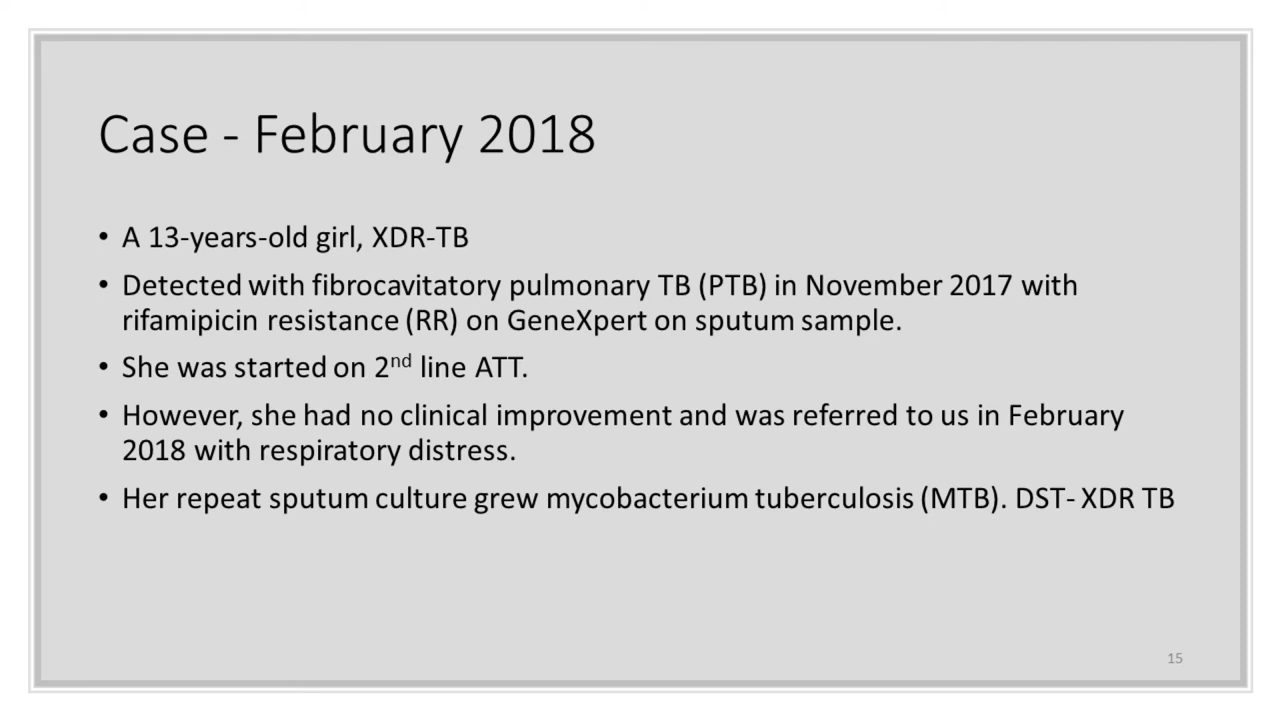 Case - February 2018
• A 13-years-old girl, XDR-TB
• Detected with fibrocavitatory pulmonary TB (PTB) in November 2017 with
rifamipicin resistance (RR) on GeneXpert on sputum sample.
• She was started on 2nd line ATT.
• However, she had no clinical improvement and was referred to us in February
2018 with respiratory distress.
• Her repeat sputum culture grew mycobacterium tuberculosis (MTB). DST- XDR TB
15